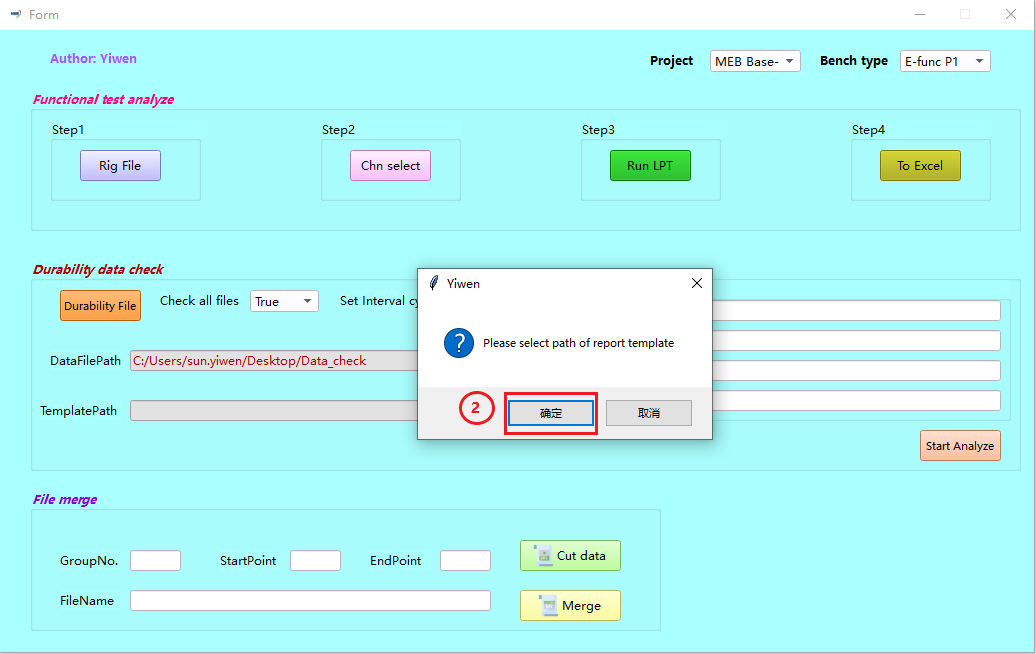 Form
Author: Yiwen
Project
MEB Base-
Bench type
E-func P1
Functional test analyze
Step1
Step2
Step3
Step4
Rig File
Chn select
Run LPT
To Excel
Durability data check
Durability File
Check all files
True
Set Interval cy
DataFilePath
C:/Users/sun.yiwen/Desktop/Data_check
TemplatePath
Start Analyze
Yiwen
?
Please select path of report template
2
确定
取消
File merge
GroupNo.
StartPoint
EndPoint
Cut data
FileName
Merge